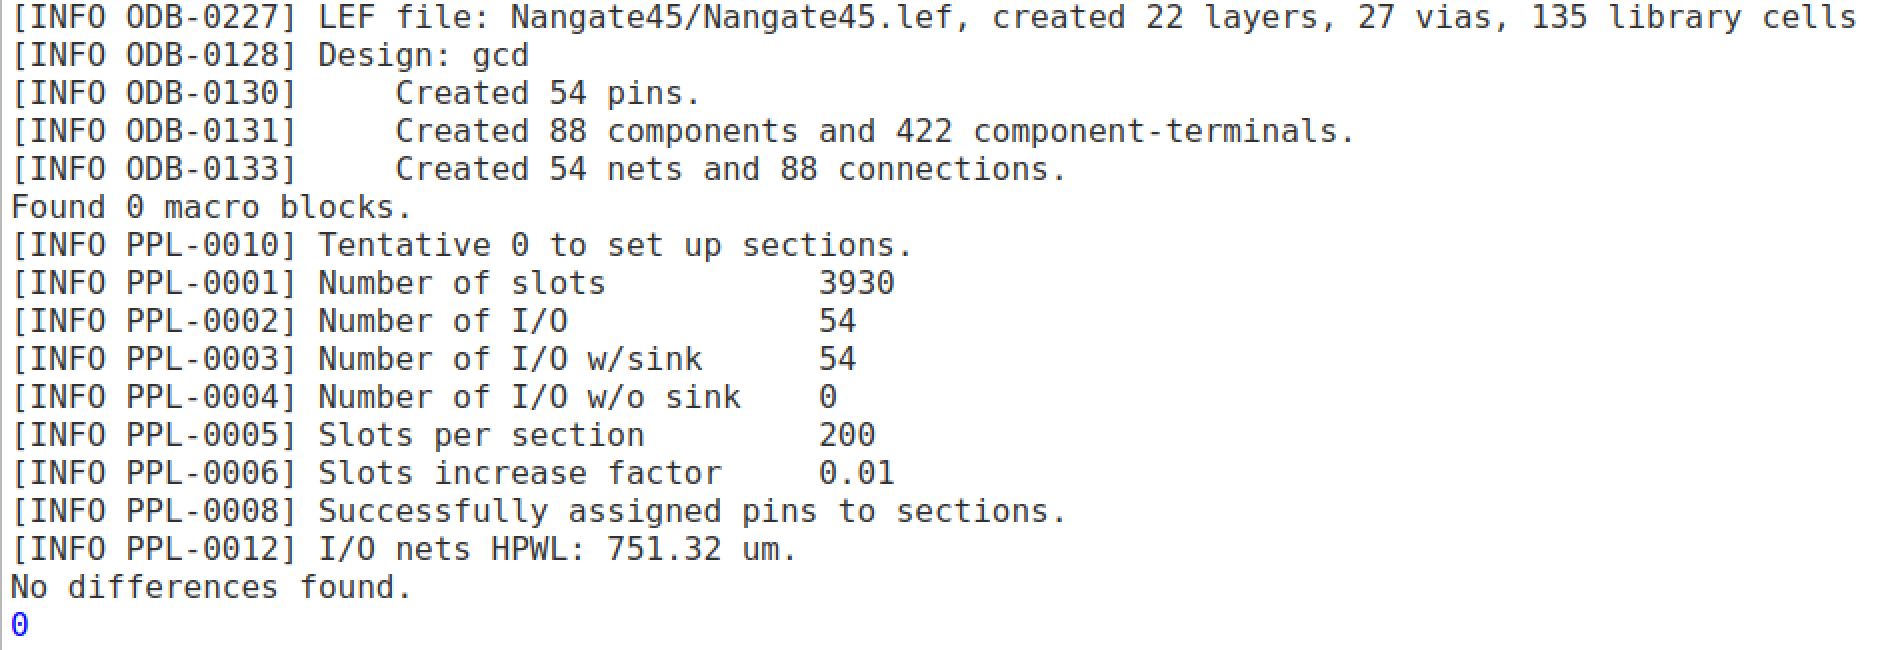 [INFO ODB-0227] LEF file: Nangate45/Nangate45.lef, created 22 layers, 27 vias, 135 library cells
[INFO ODB-0128] Design: gcd
[INFO ODB-0130]     Created 54 pins.
[INFO ODB-0131]     Created 88 components and 422 component-terminals.
[INFO ODB-0133]     Created 54 nets and 88 connections.
Found 0 macro blocks.
[INFO PPL-0010] Tentative 0 to set up sections.
[INFO PPL-0001] Number of slots           3930
[INFO PPL-0002] Number of I/O             54
[INFO PPL-0003] Number of I/O w/sink      54
[INFO PPL-0004] Number of I/O w/o sink    0
[INFO PPL-0005] Slots per section         200
[INFO PPL-0006] Slots increase factor     0.01
[INFO PPL-0008] Successfully assigned pins to sections.
[INFO PPL-0012] I/O nets HPWL: 751.32 um.
No differences found.
0